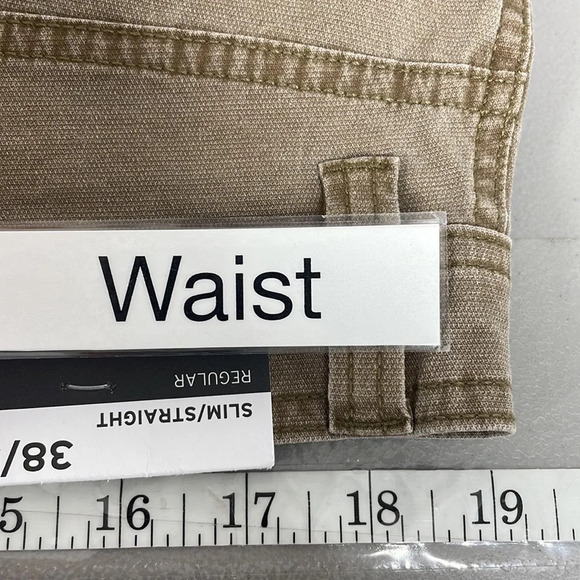 Waist
REGULAR
SLIM/STRAIGHT
38/
5 16 17 18 19